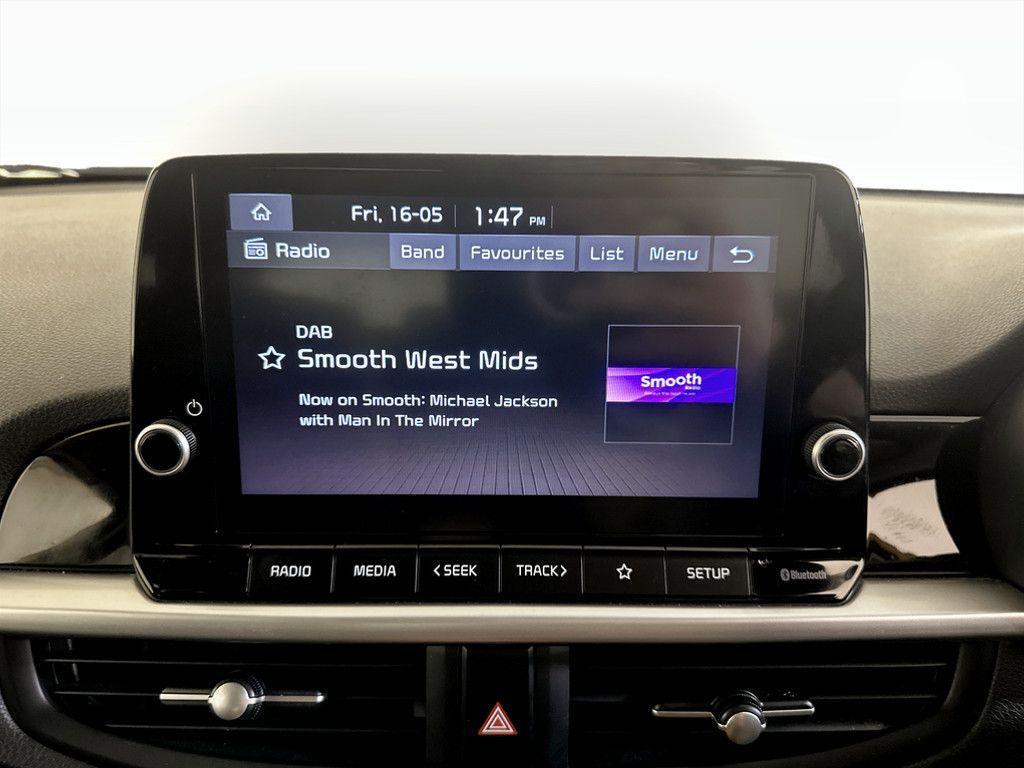 Fri, 16-05 1:47 PM
Radio Band Favourites List Menu
DAB
Smooth West Mids
Now on Smooth: Michael Jackson
with Man In The Mirror
Smooth
Radio
RADIO MEDIA <SEEK TRACK> SETUP Bluetooth